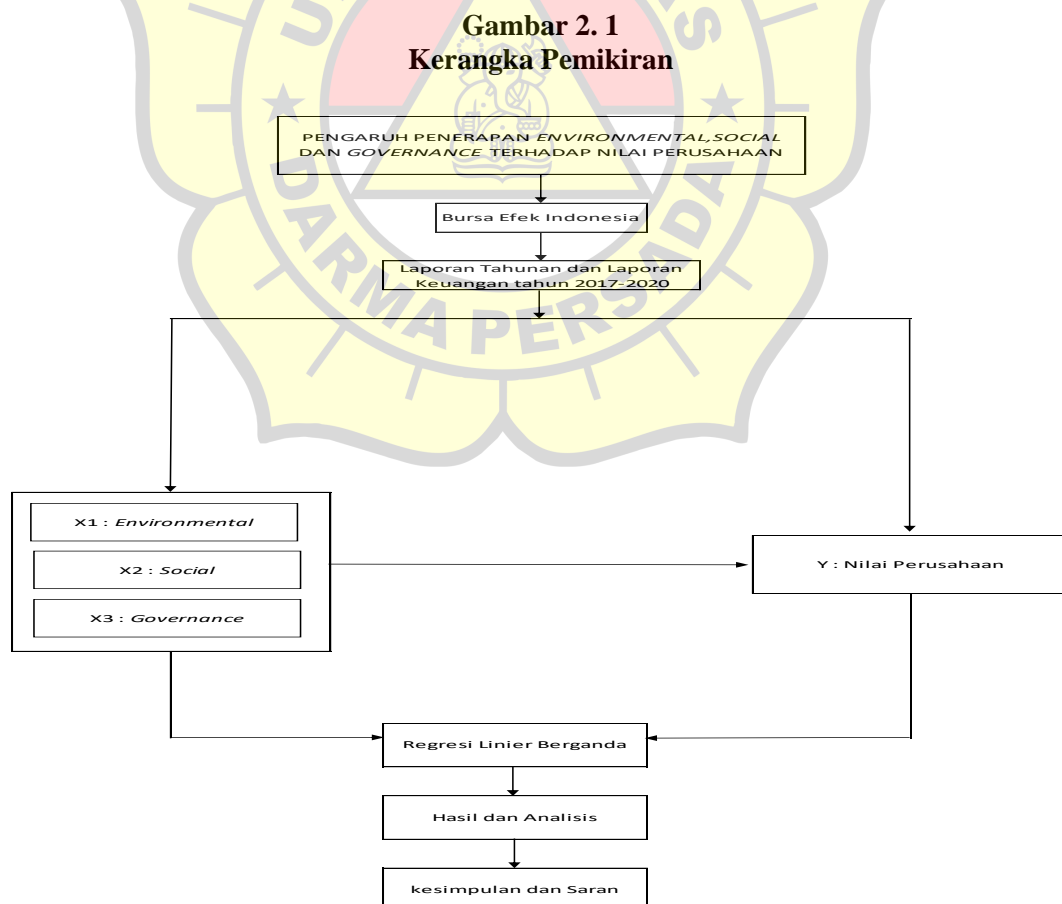 Gambar 2. 1
Kerangka Pemikiran
PENGARUH PENERAPAN ENVIRONMENTAL,SOCIAL
DAN GOVERNANCE TERHADAP NILAI PERUSAHAAN
Bursa Efek Indonesia
Laporan Tahunan dan Laporan
Keuangan tahun 2017-2020
DARMA PERSADA
X1 : Environmental
X2 : Social
X3 : Governance
Y : Nilai Perusahaan
Regresi Linier Berganda
Hasil dan Analisis
kesimpulan dan Saran